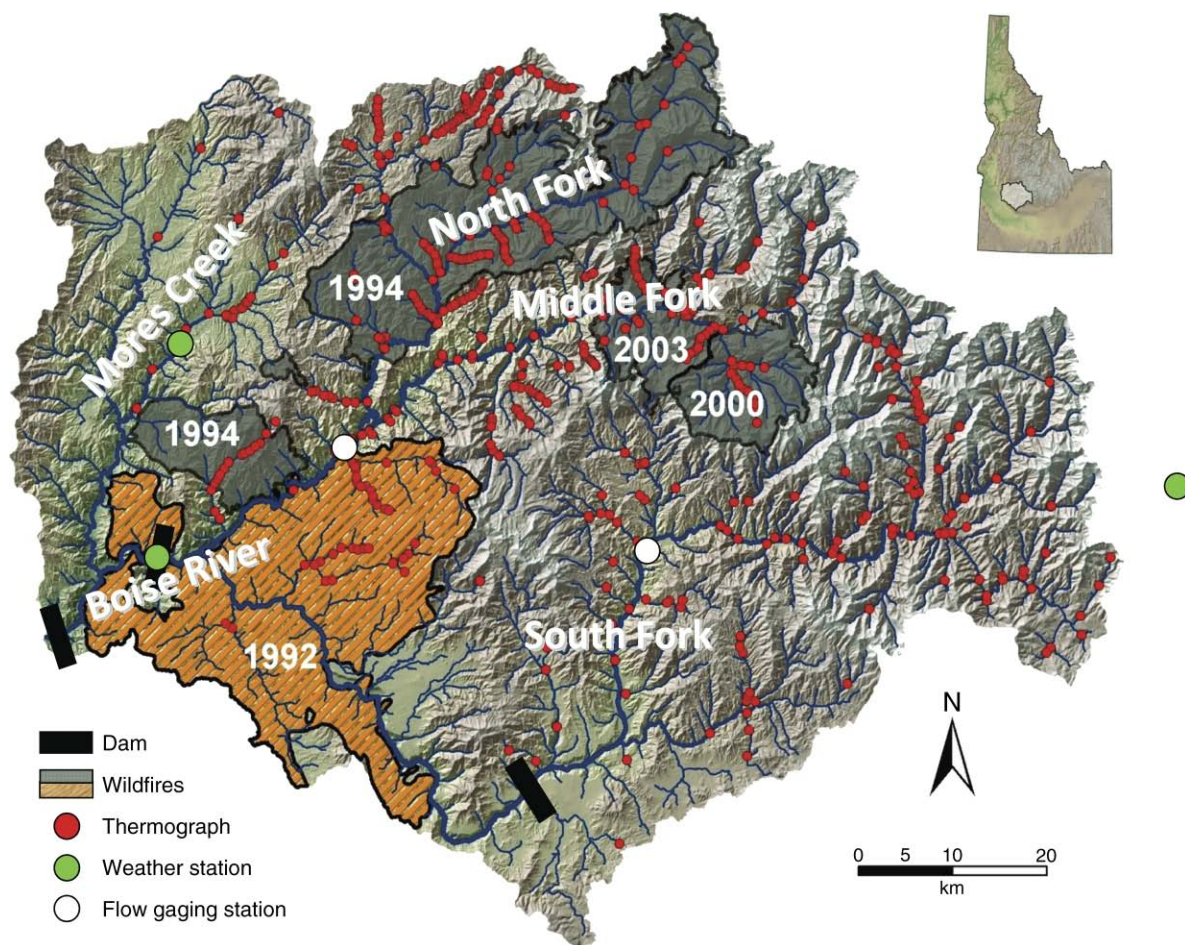 North Fork
Mores Creek
1994
Middle Fork
2003
2000
1994
Boise River
1992
South Fork
N
Dam
Wildfires
Thermograph
Weather station
Flow gaging station
0 5 10 20
km